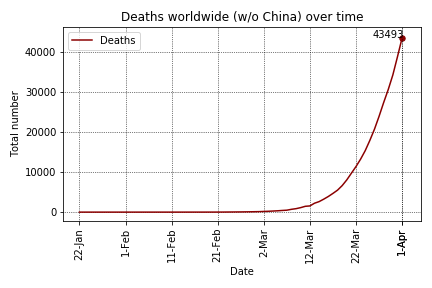 Deaths worldwide (w/o China) over time
Deaths
43493
Total number
40000
30000
20000
10000
0
22-Jan
1-Feb
11-Feb
21-Feb
2-Mar
12-Mar
22-Mar
1-Apr
Date